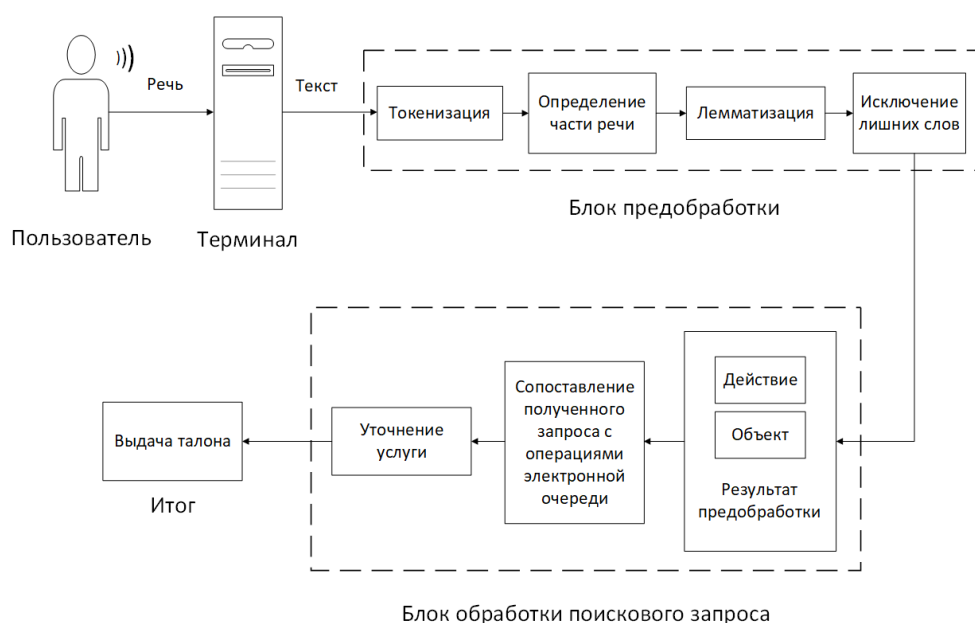 Речь
Текст
Токенизация
Определение
части речи
Лемматизация
Исключение
лишних слов
Блок предобработки
Пользователь
Терминал
Действие
Объект
Результат
предобработки
Сопоставление
полученного
запроса с
операциями
электронной
очереди
Уточнение
услуги
Выдача талона
Итог
Блок обработки поискового запроса